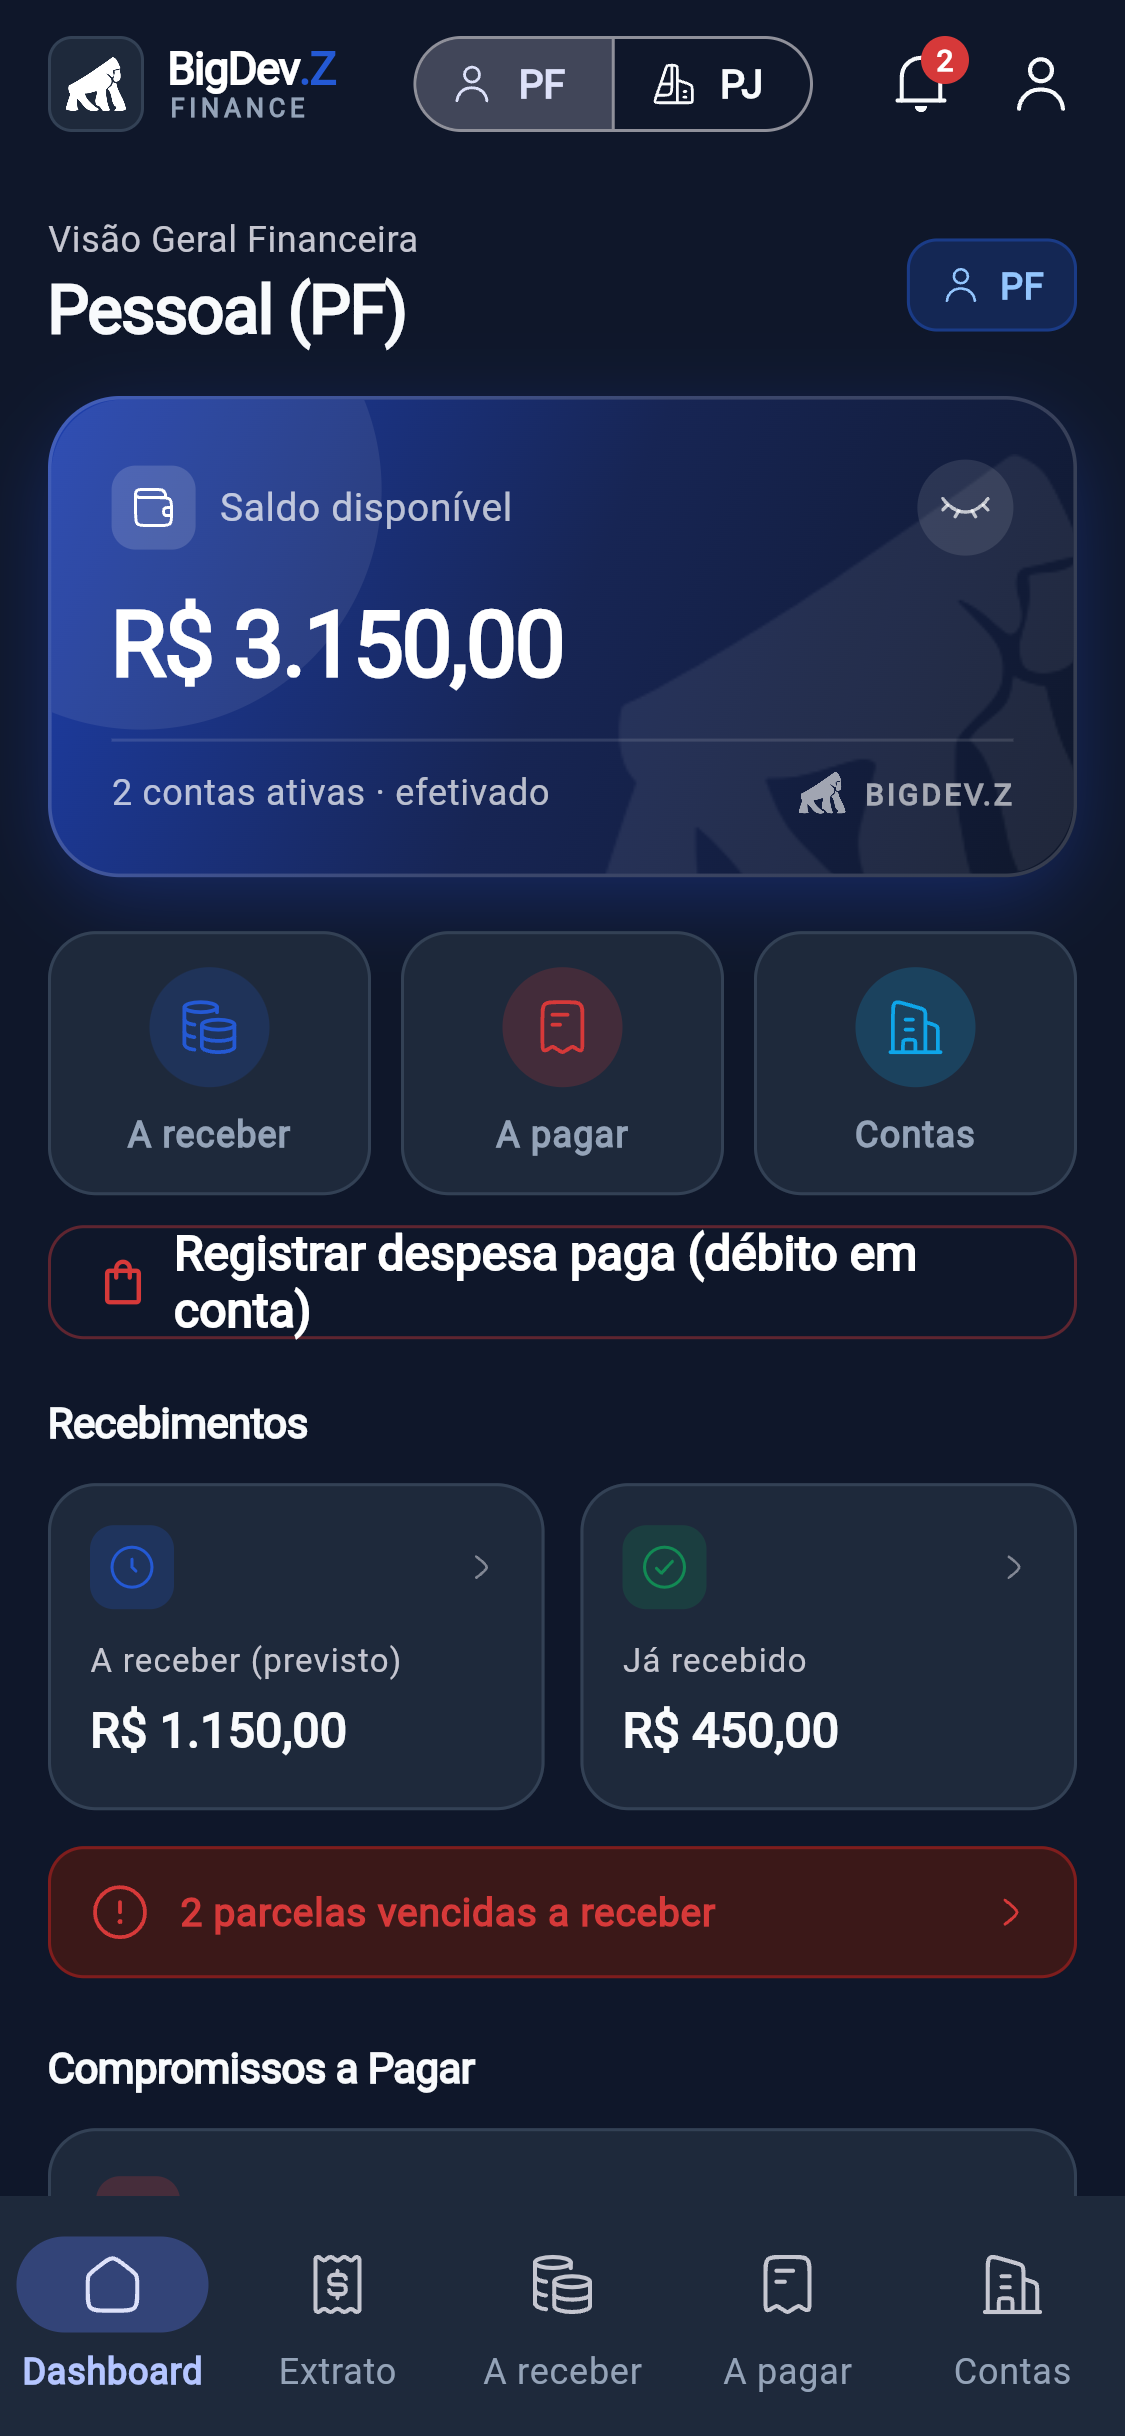 BigDev.Z
FINANCE
PF
PJ
2
Visão Geral Financeira
Pessoal (PF)
PF
Saldo disponível
R$ 3.150,00
2 contas ativas · efetivado
BIGDEV.Z
A receber
A pagar
Contas
Registrar despesa paga (débito em
conta)
Recebimentos
A receber (previsto)
R$ 1.150,00
Já recebido
R$ 450,00
2 parcelas vencidas a receber
Compromissos a Pagar
Dashboard
Extrato
A receber
A pagar
Contas